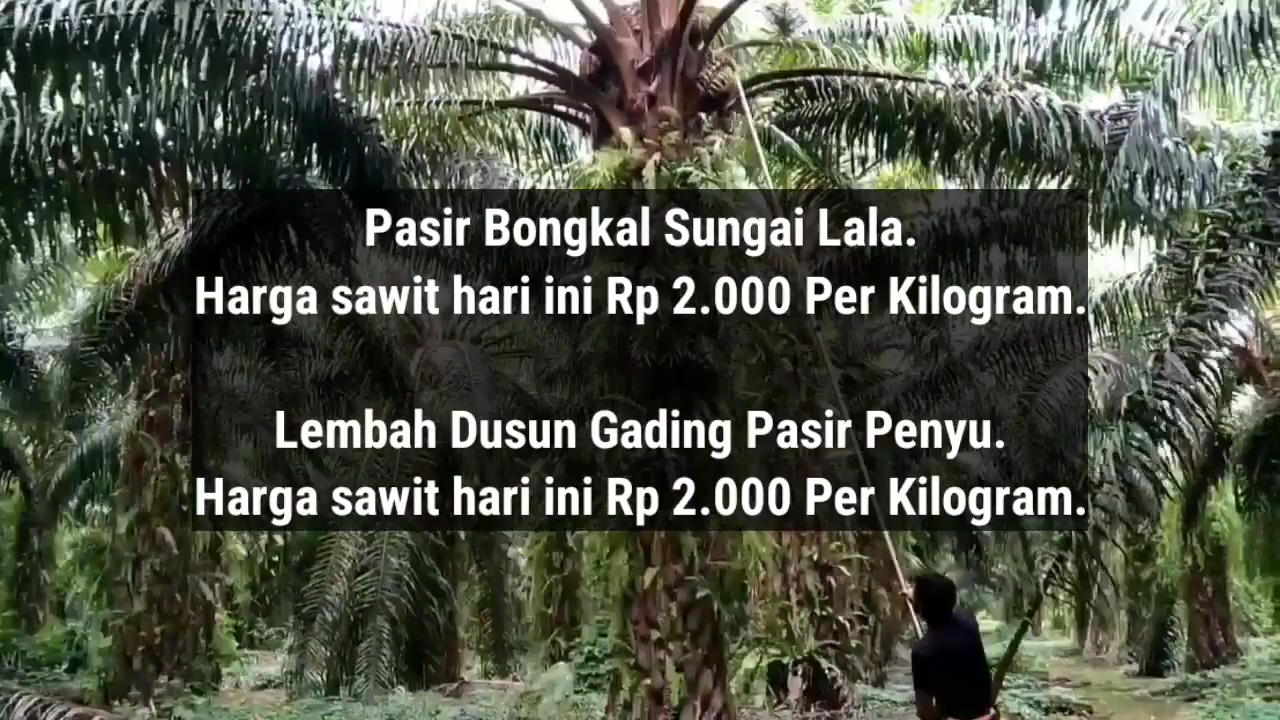 Pasir Bongkal Sungai Lala.
Harga sawit hari ini Rp 2.000 Per Kilogram.
Lembah Dusun Gading Pasir Penyu.
Harga sawit hari ini Rp 2.000 Per Kilogram.